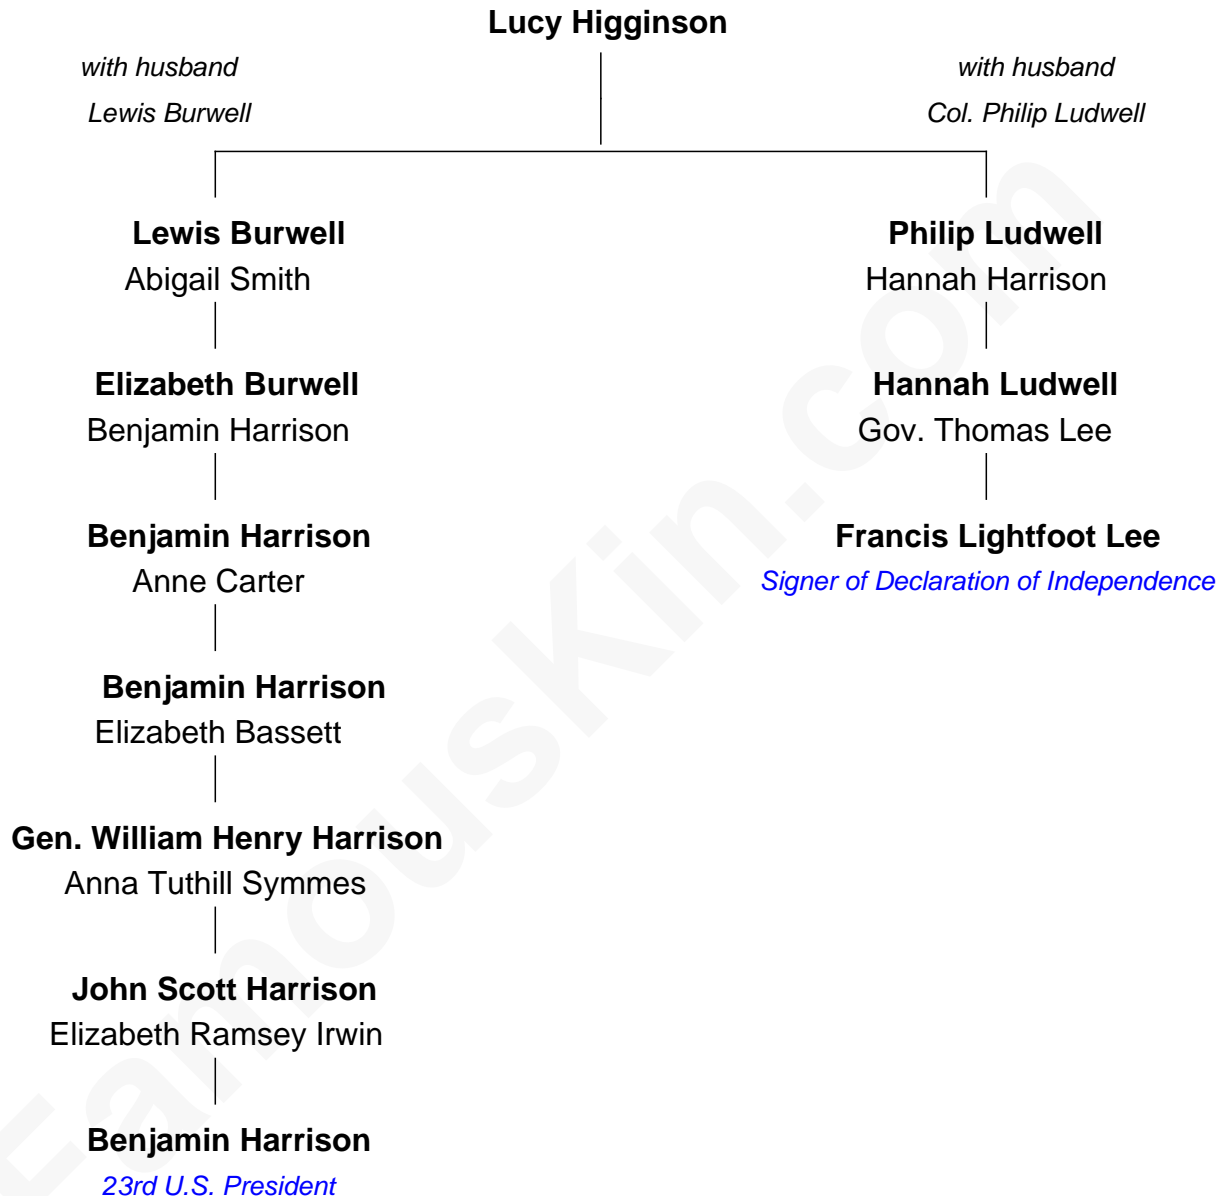 Lucy Higginson
with husband
Lewis Burwell
with husband
Col. Philip Ludwell
Lewis Burwell
Abigail Smith
Philip Ludwell
Hannah Harrison
Elizabeth Burwell
Benjamin Harrison
Hannah Ludwell
Gov. Thomas Lee
Benjamin Harrison
Anne Carter
Francis Lightfoot Lee
Signer of Declaration of Independence
Benjamin Harrison
Elizabeth Bassett
Gen. William Henry Harrison
Anna Tuthill Symmes
John Scott Harrison
Elizabeth Ramsey Irwin
Benjamin Harrison
23rd U.S. President
FamousKin.com